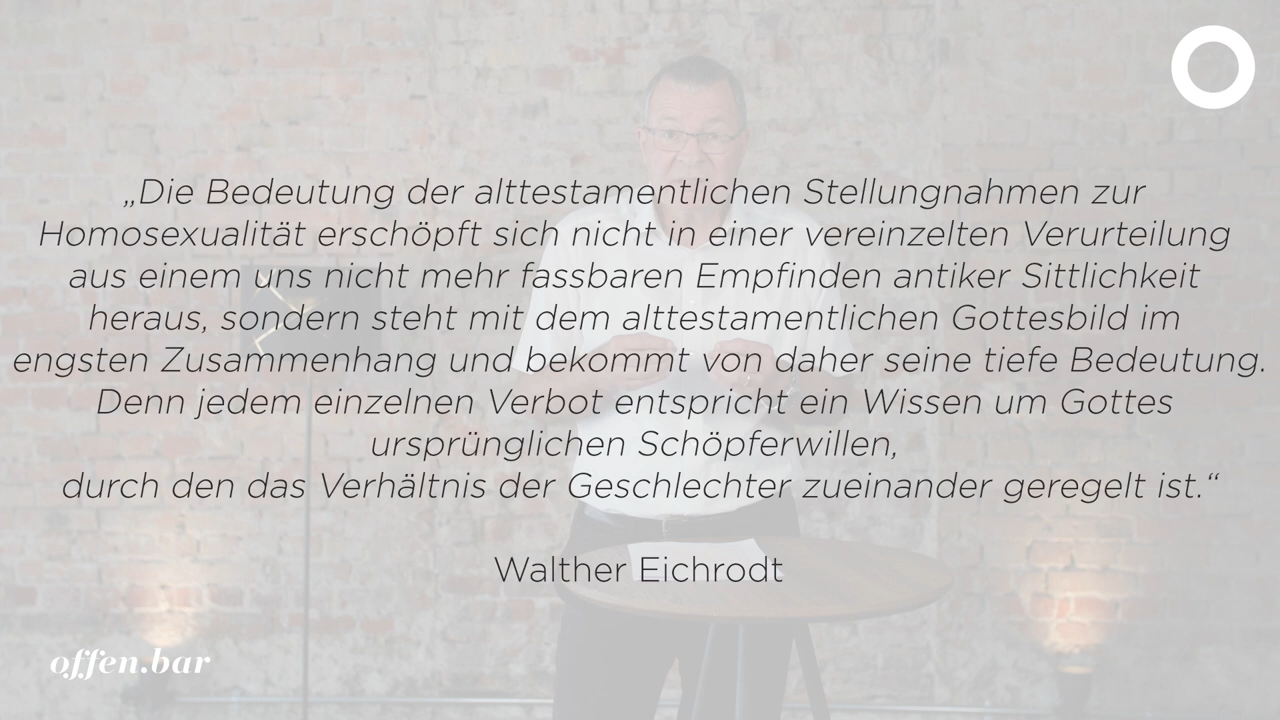 „Die Bedeutung der alttestamentlichen Stellungnahmen zur
Homosexualität erschöpft sich nicht in einer vereinzelten Verurteilung
aus einem uns nicht mehr fassbaren Empfinden antiker Sittlichkeit
heraus, sondern steht mit dem alttestamentlichen Gottesbild im
engsten Zusammenhang und bekommt von daher seine tiefe Bedeutung.
Denn jedem einzelnen Verbot entspricht ein Wissen um Gottes
ursprünglichen Schöpferwillen,
durch den das Verhältnis der Geschlechter zueinander geregelt ist.“
Walther Eichrodt
offen.bar